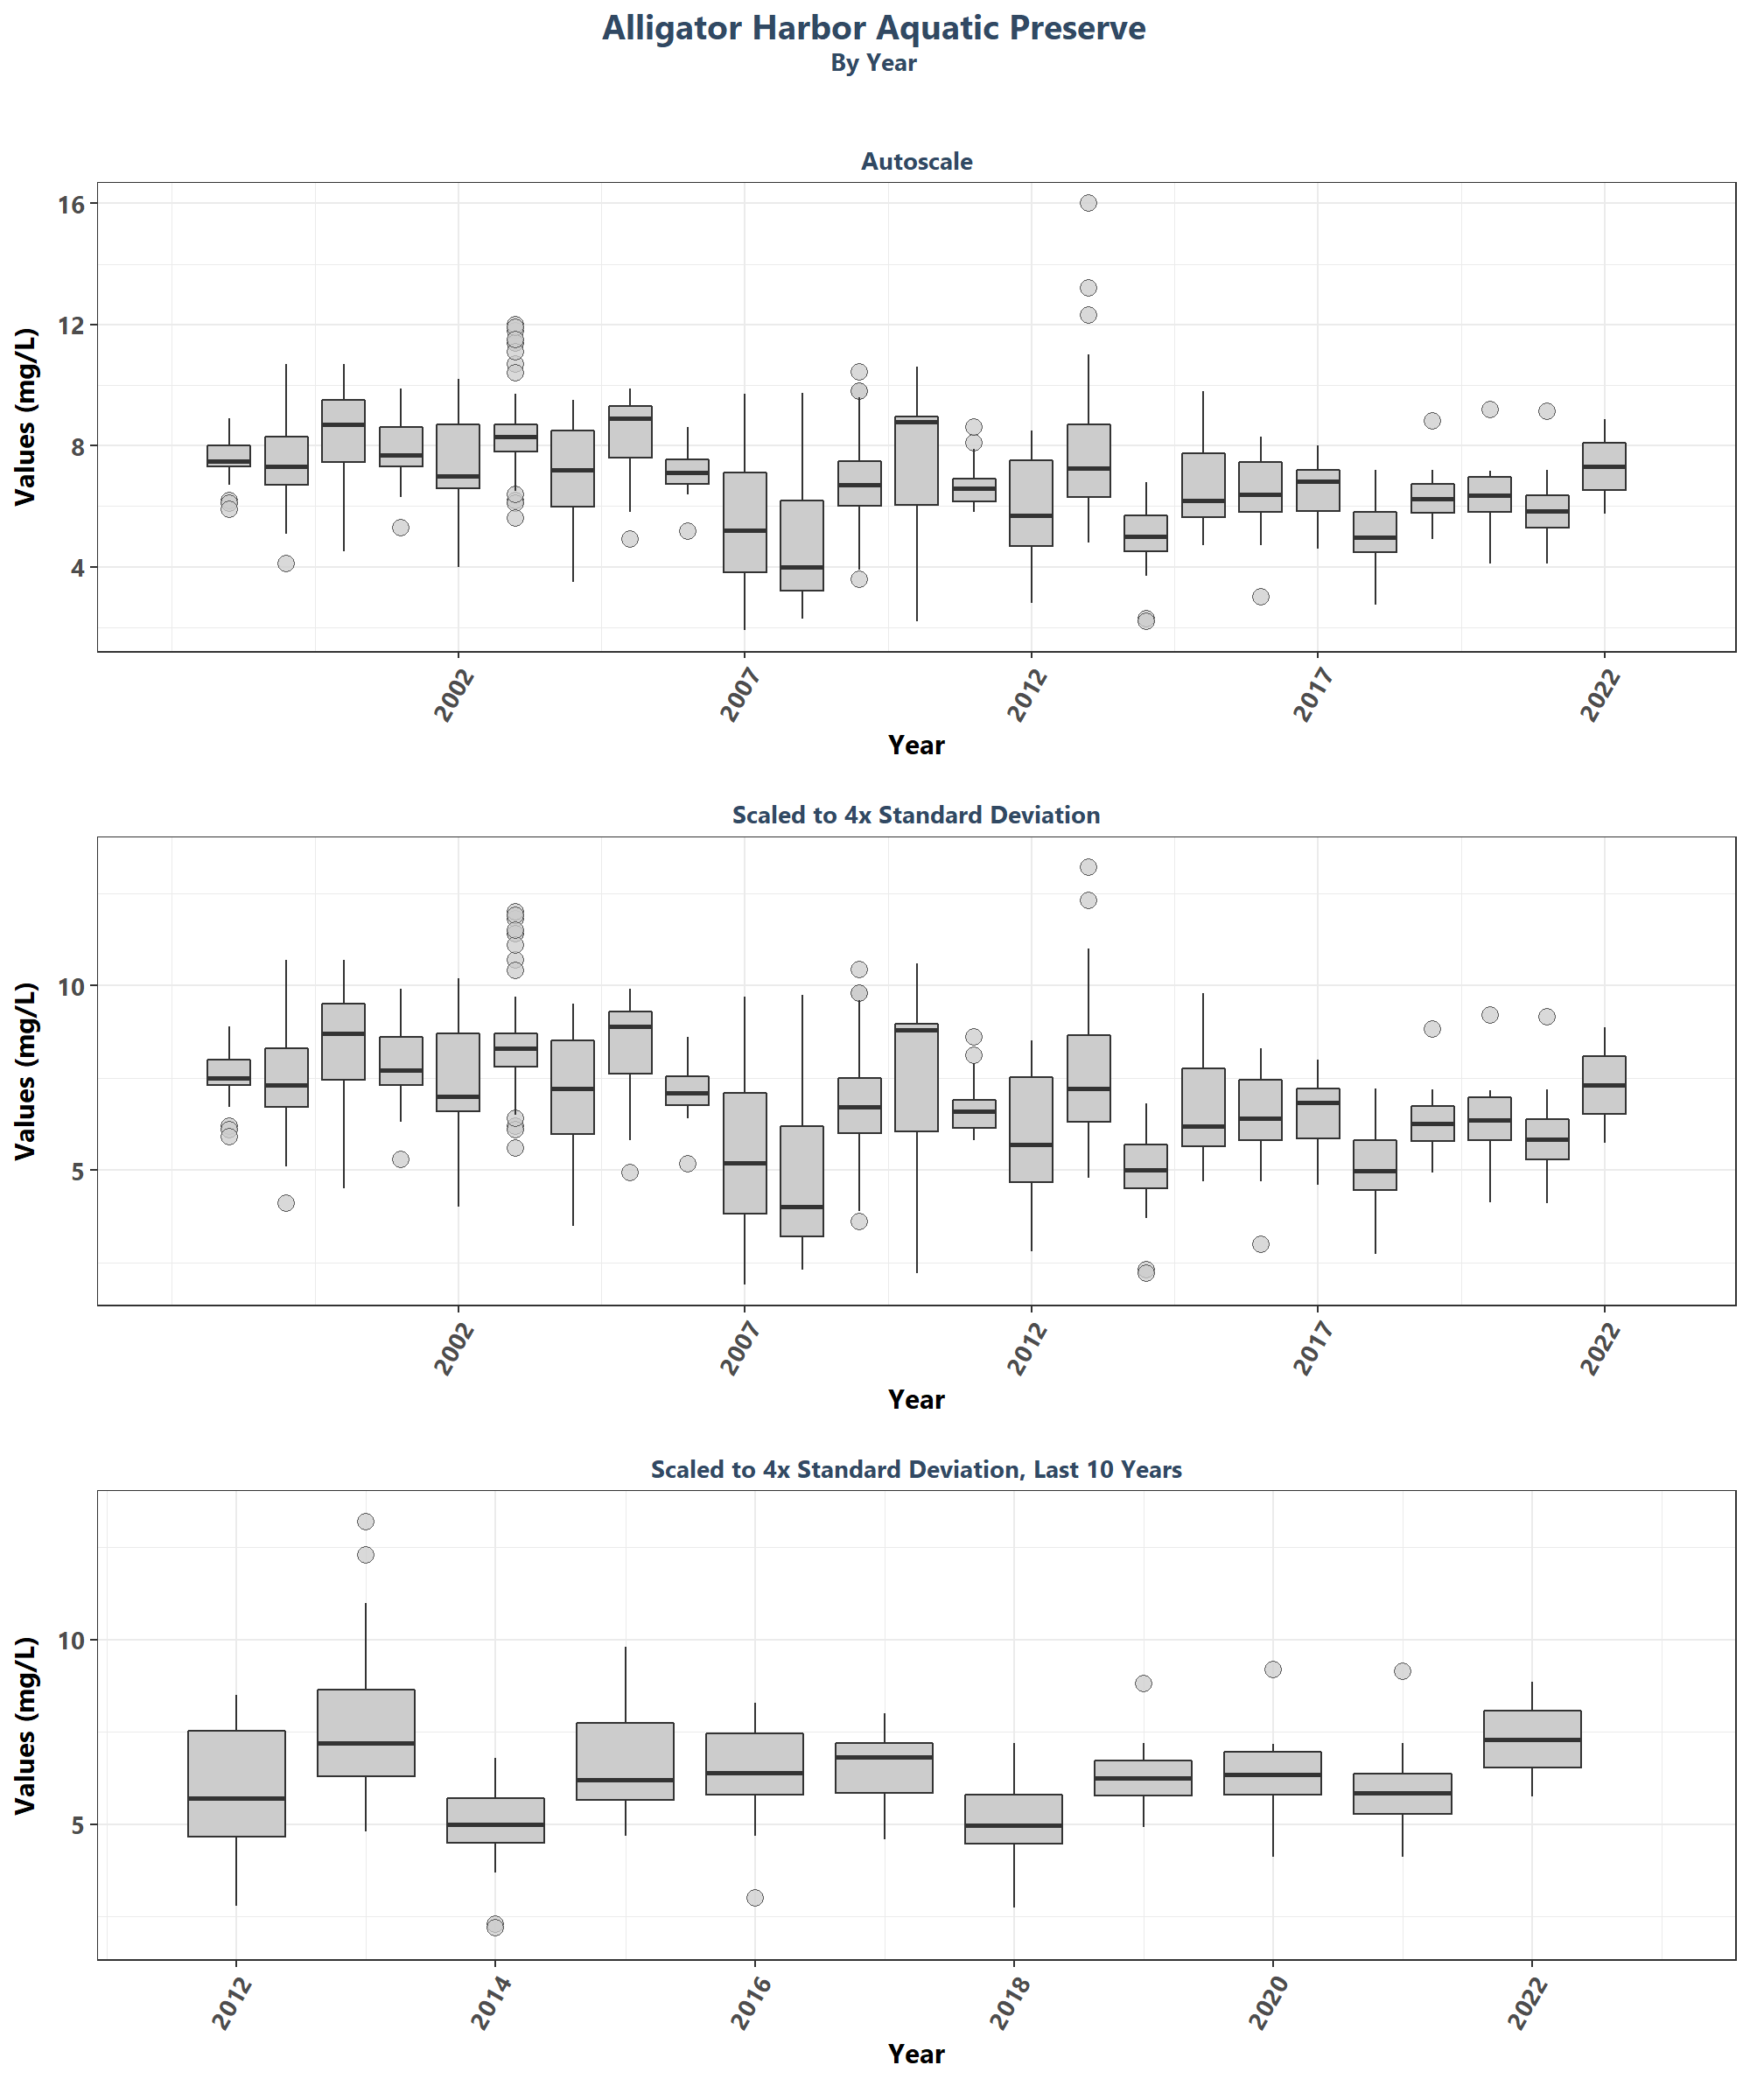 Alligator Harbor Aquatic Preserve
By Year
Autoscale
Values (mg/L)
16
12
8
4
2002
2007
2012
2017
2022
Year
Scaled to 4x Standard Deviation
Values (mg/L)
10
5
2002
2007
2012
2017
2022
Year
Scaled to 4x Standard Deviation, Last 10 Years
Values (mg/L)
10
5
2012
2014
2016
2018
2020
2022
Year